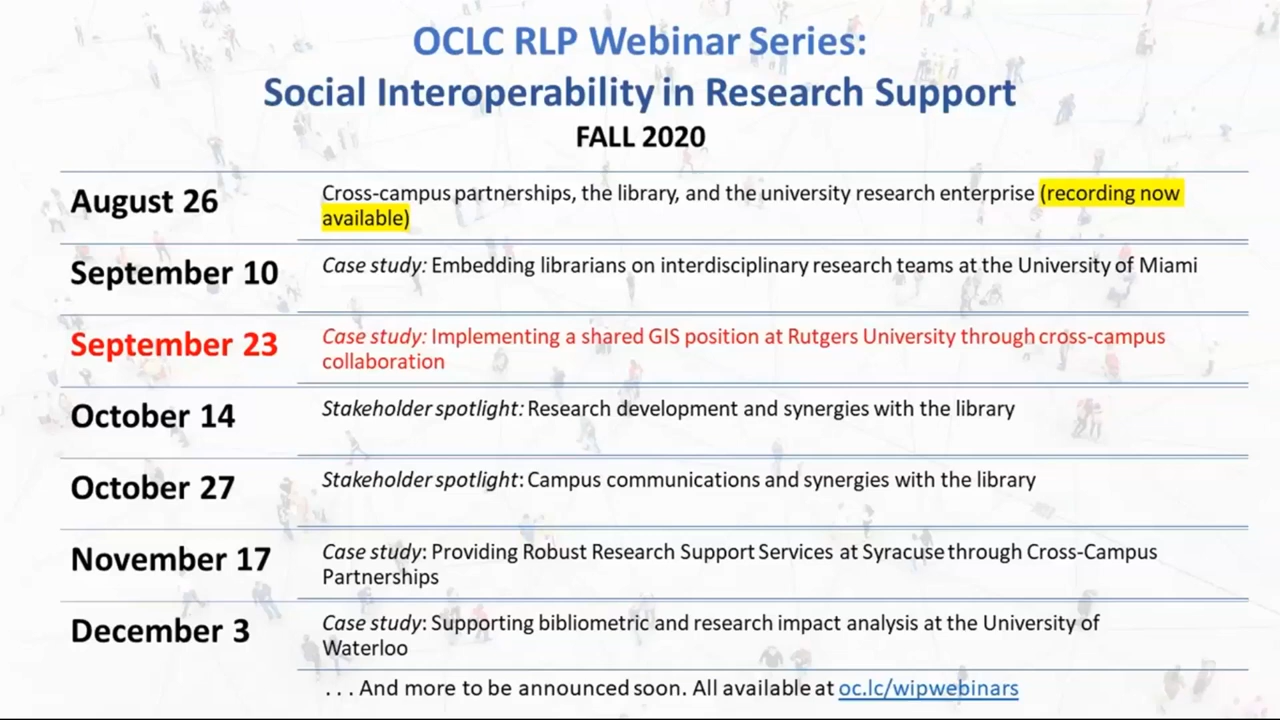 OCLC RLP Webinar Series:
Social Interoperability in Research Support
FALL 2020
August 26
Cross-campus partnerships, the library, and the university research enterprise (recording now
available)
September 10
Case study: Embedding librarians on interdisciplinary research teams at the University of Miami
September 23
Case study: Implementing a shared GIS position at Rutgers University through cross-campus
collaboration
October 14
Stakeholder spotlight: Research development and synergies with the library
October 27
Stakeholder spotlight: Campus communications and synergies with the library
November 17
Case study: Providing Robust Research Support Services at Syracuse through Cross-Campus
Partnerships
December 3
Case study: Supporting bibliometric and research impact analysis at the University of
Waterloo
. . . And more to be announced soon. All available at oc.lc/wipwebinars